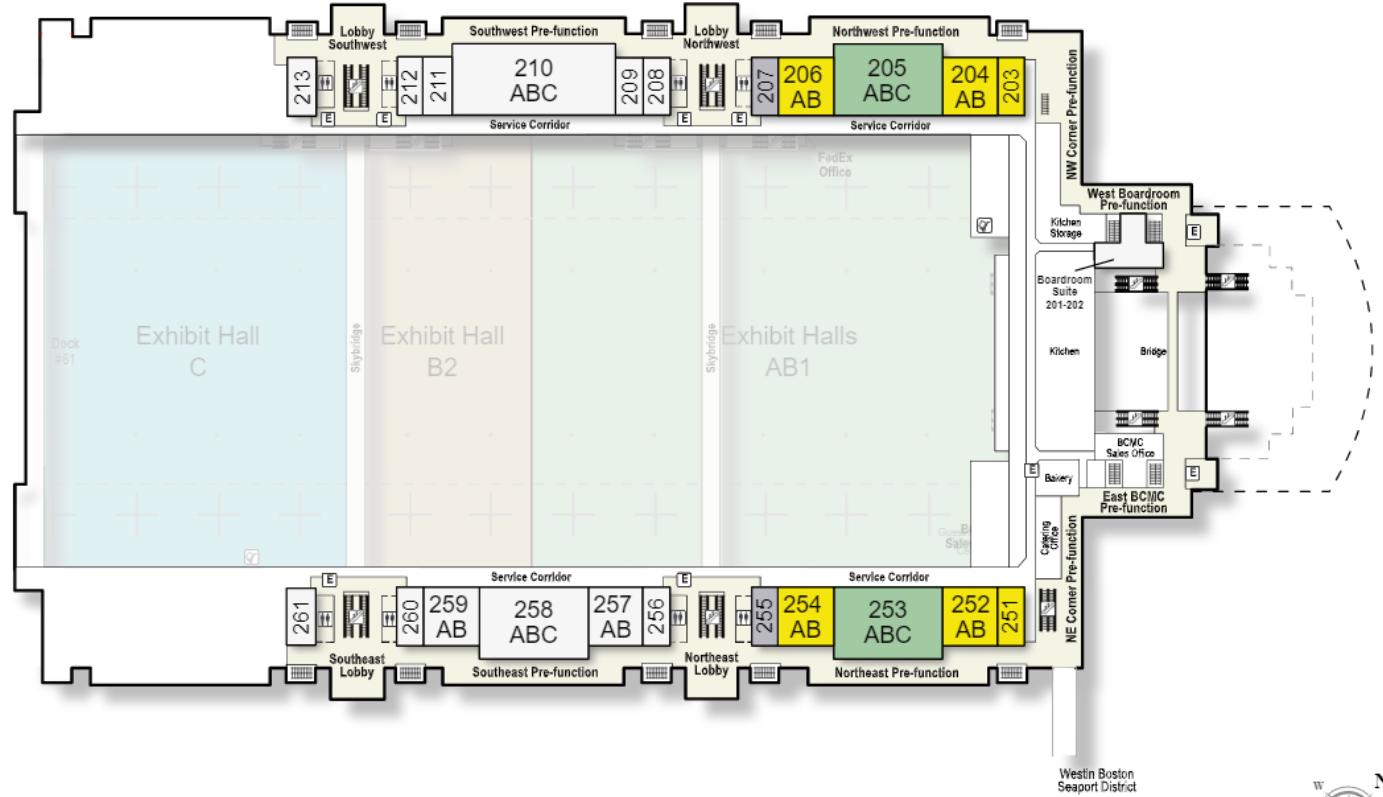 Lobby
Southwest
Southwest Pre-function
Lobby
Northwest
Northwest Pre-function
213
212
211
210
ABC
209
208
207
206
AB
205
ABC
204
AB
203
E
E
E
E
Service Corridor
Service Corridor
NW Corner Pre-function
FedEx
Office
West Boardroom
Pre-function
Kitchen
Storage
E
Boardroom
Suite
201-202
Dock
#61
Exhibit Hall
C
Skybridge
Exhibit Hall
B2
Skybridge
Exhibit Halls
AB1
Kitchen
Bridge
BCMC
Sales Office
E
Bakery
E
East BCMC
Pre-function
Catering
Office
NE Corner Pre-function
Service Corridor
Service Corridor
E
E
261
260
259
AB
258
ABC
257
AB
256
255
254
AB
253
ABC
252
AB
251
Southeast
Lobby
Southeast Pre-function
Northeast
Lobby
Northeast Pre-function
Westin Boston
Seaport District
W
N